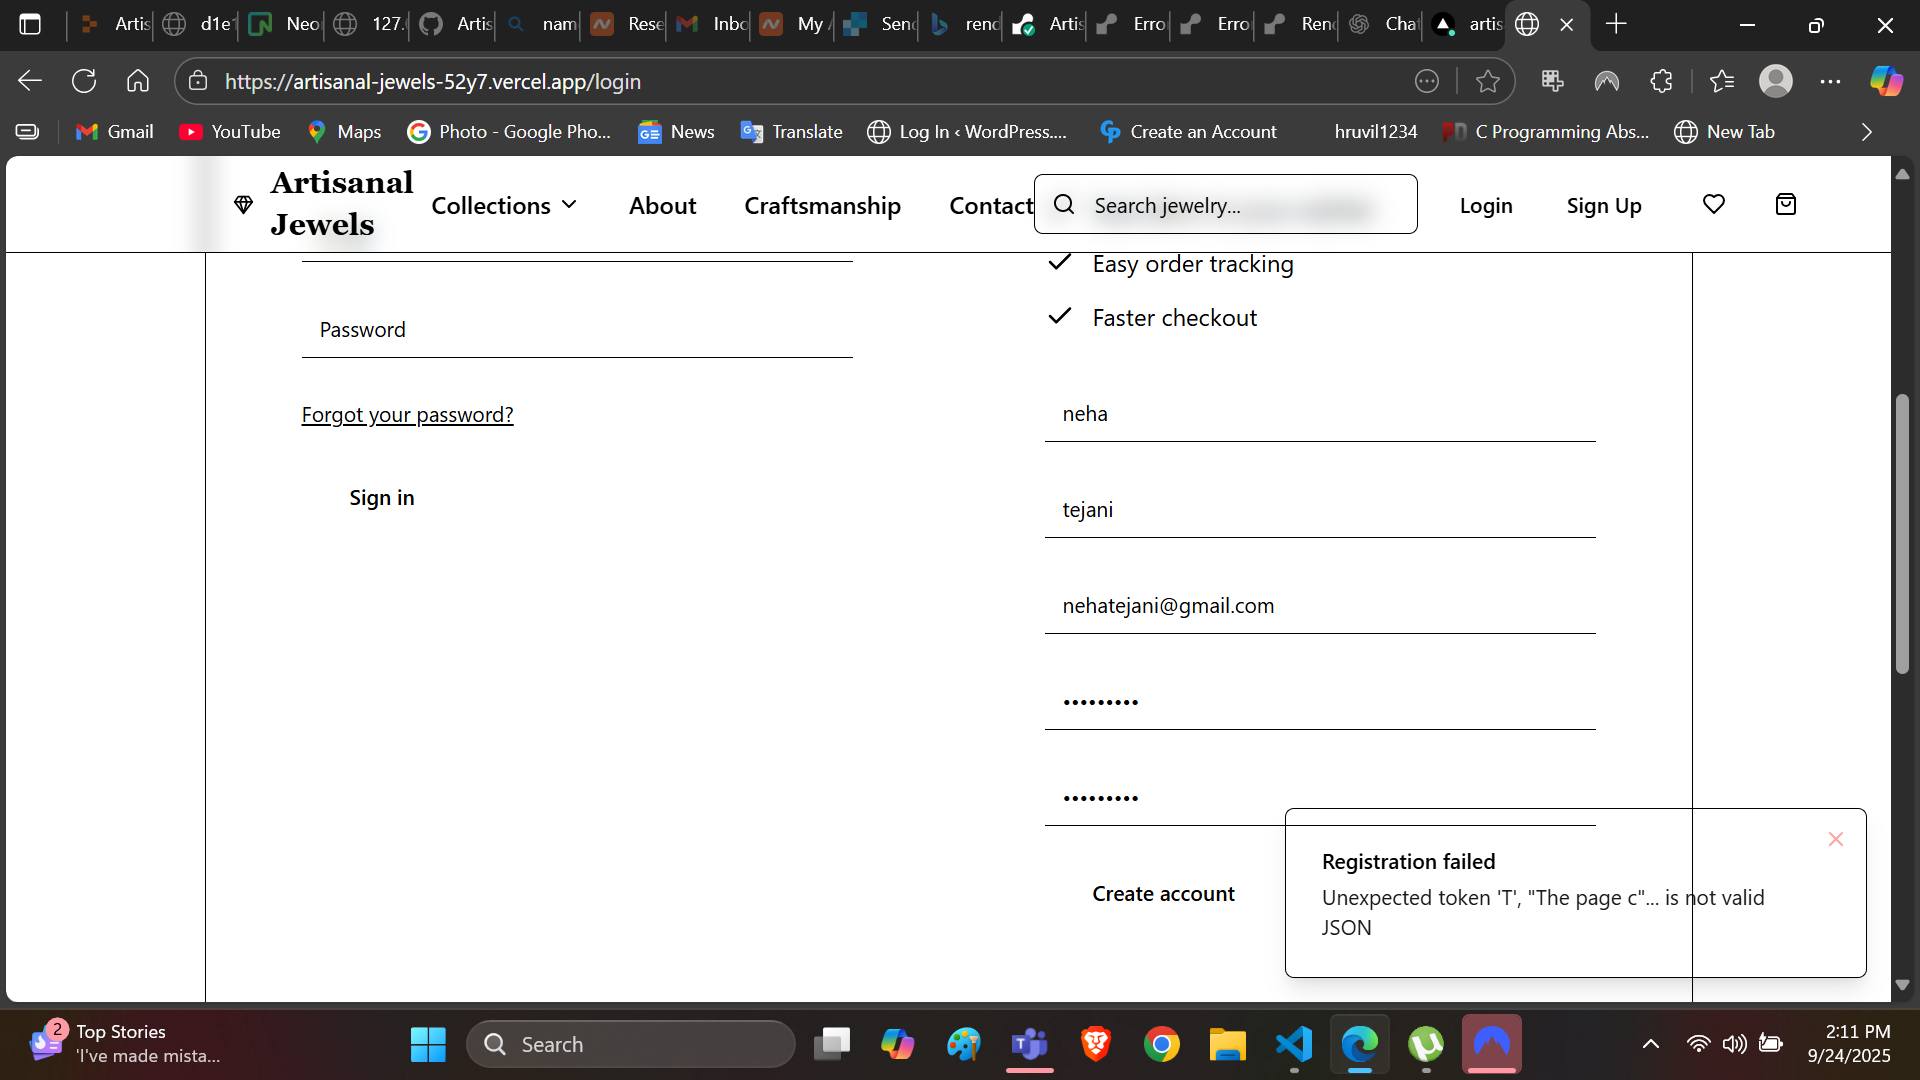 Artis
d1e1
Neo
127.
Artis
nam
Rese
Inbo
My A
Send
rend
Artis
Erro
Erro
Ren
Chat
artis
https://artisanal-jewels-52y7.vercel.app/login
Gmail
YouTube
Maps
Photo - Google Pho...
News
Translate
Log In ‹ WordPress....
Create an Account
hruvil1234
C Programming Abs...
New Tab
Artisanal
Jewels
Collections
About
Craftsmanship
Contact
Search jewelry...
Login
Sign Up
Password
Forgot your password?
Sign in
Easy order tracking
Faster checkout
neha
tejani
nehatejani@gmail.com
•••••••••
•••••••••
Create account
Registration failed
Unexpected token 'T', "The page c"... is not valid
JSON
2
Top Stories
'I've made mista...
Search
2:11 PM
9/24/2025